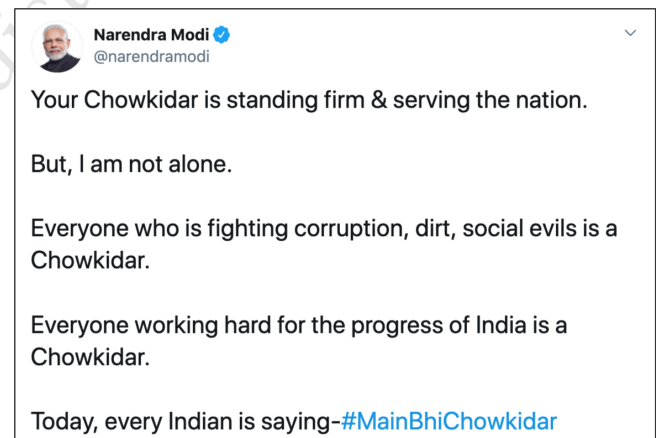 Narendra Modi
@narendramodi
Your Chowkidar is standing firm & serving the nation.
But, I am not alone.
Everyone who is fighting corruption, dirt, social evils is a
Chowkidar.
Everyone working hard for the progress of India is a
Chowkidar.
Today, every Indian is saying-#MainBhiChowkidar